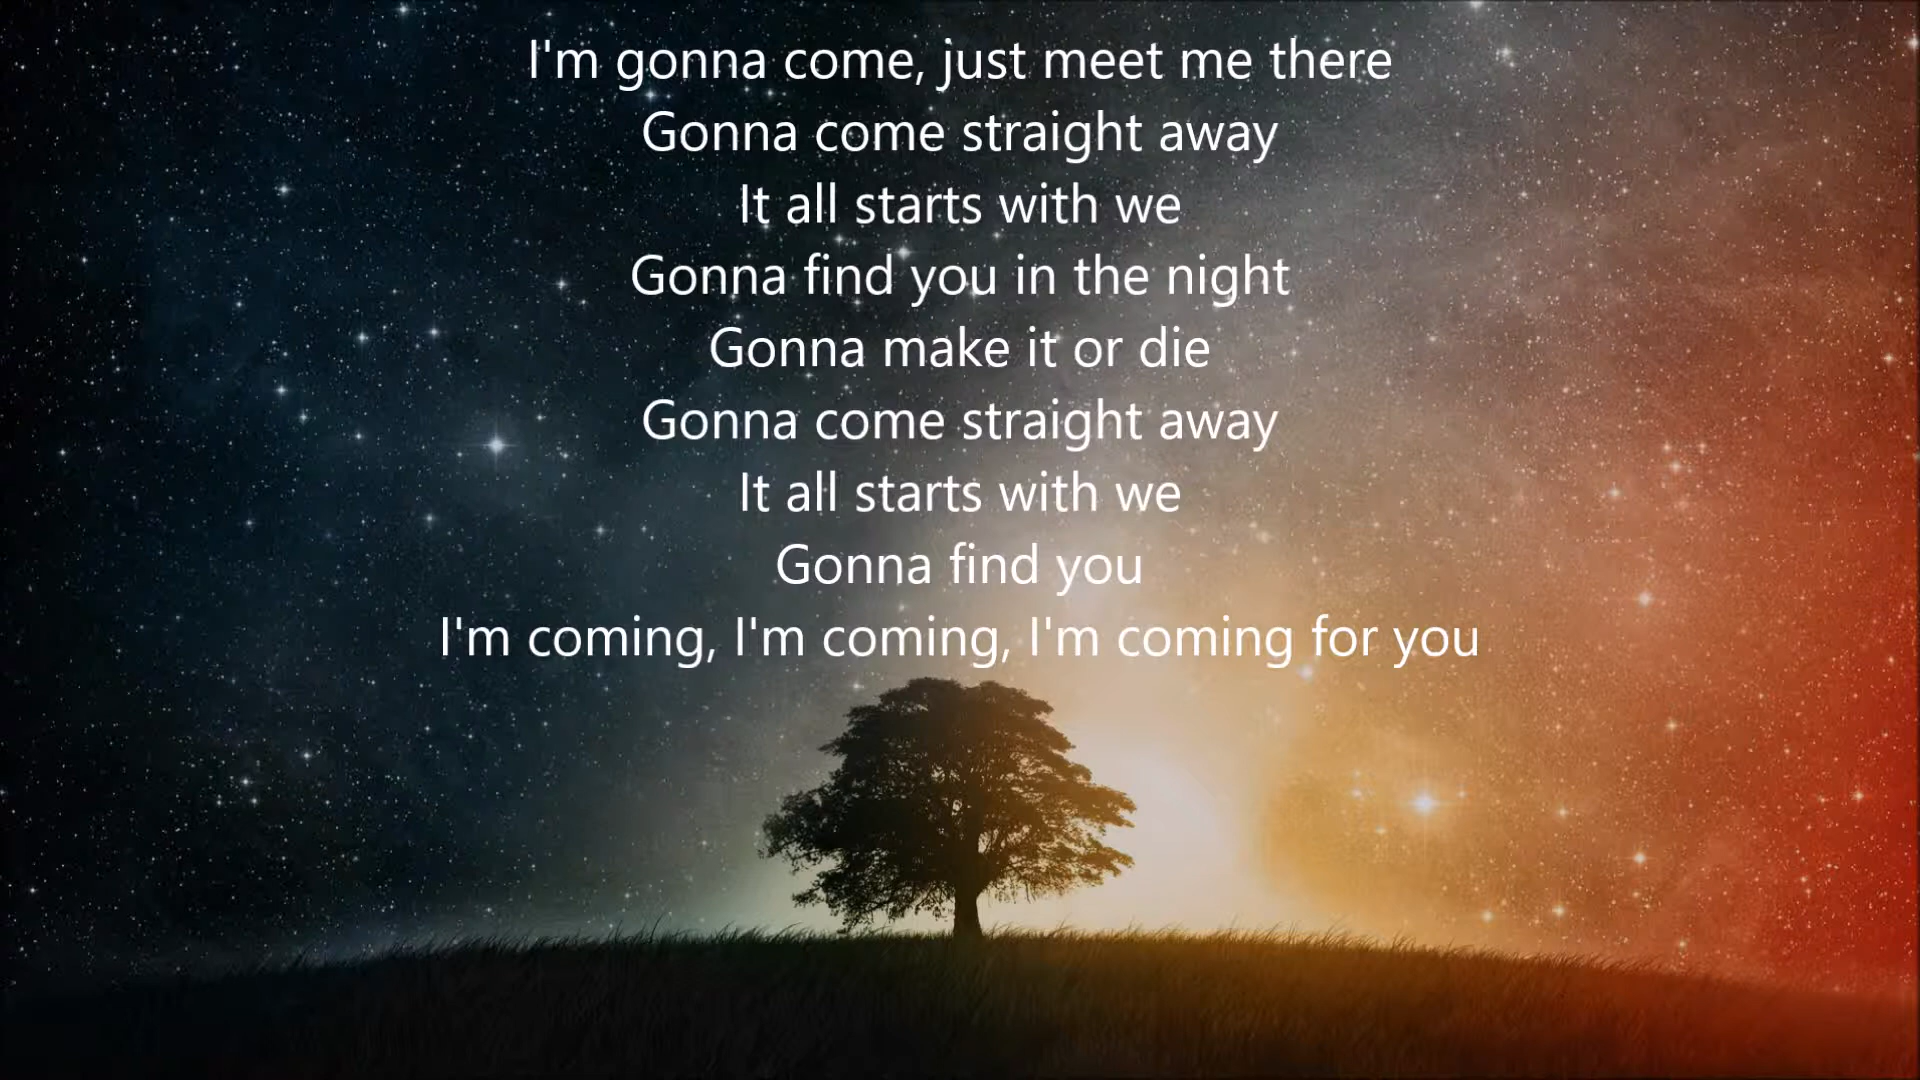 I'm gonna come, just meet me there
Gonna come straight away
It all starts with we
Gonna find you in the night
Gonna make it or die
Gonna come straight away
It all starts with we
Gonna find you
I'm coming, I'm coming, I'm coming for you